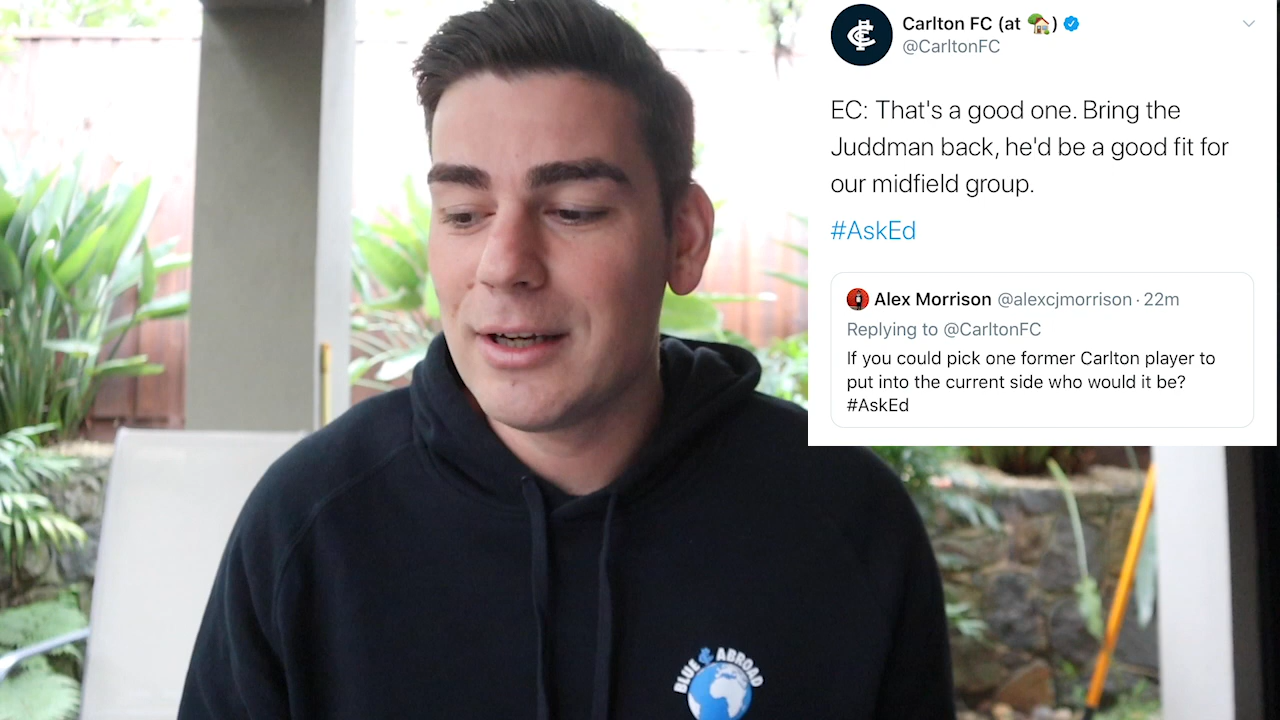 Carlton FC (at 🏡)
@CarltonFC
EC: That's a good one. Bring the
Juddman back, he'd be a good fit for
our midfield group.
#AskEd
Alex Morrison @alexcjmorrison · 22m
Replying to @CarltonFC
If you could pick one former Carlton player to
put into the current side who would it be?
#AskEd
BLUE ABROAD